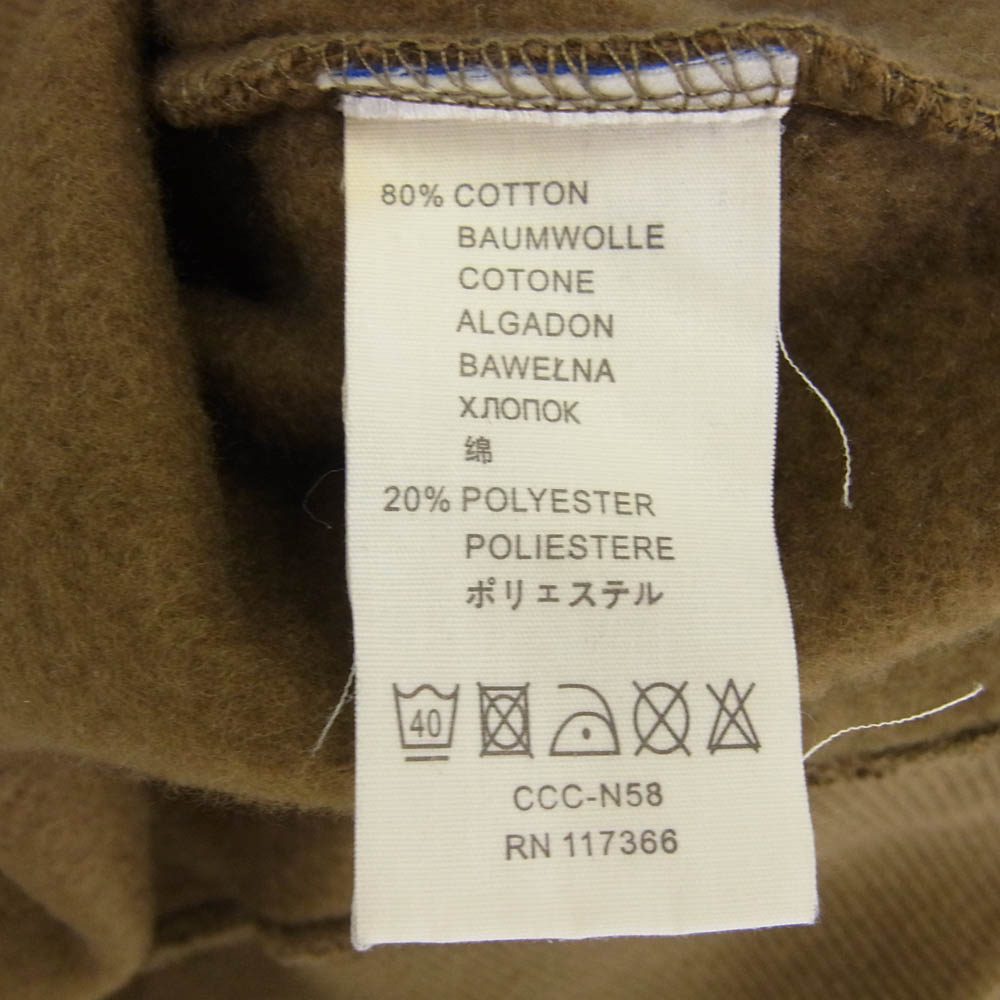 80% COTTON
BAUMWOLLE
COTONE
ALGADON
BAWEŁNA
ХЛОПОК
绵
20% POLYESTER
POLIESTERE
ポリエステル
40
CCC-N58
RN 117366